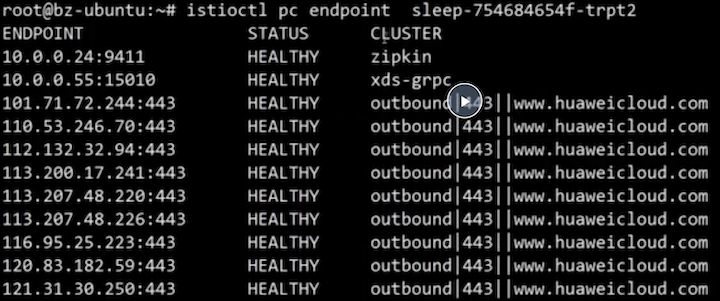 root@bz-ubuntu:~# istioctl pc endpoint  sleep-754684654f-trpt2
ENDPOINT STATUS CLUSTER
10.0.0.24:9411 HEALTHY zipkin
10.0.0.55:15010 HEALTHY xds-grpc
101.71.72.244:443 HEALTHY outbound|443||www.huaweicloud.com
110.53.246.70:443 HEALTHY outbound|443||www.huaweicloud.com
112.132.32.94:443 HEALTHY outbound|443||www.huaweicloud.com
113.200.17.241:443 HEALTHY outbound|443||www.huaweicloud.com
113.207.48.220:443 HEALTHY outbound|443||www.huaweicloud.com
113.207.48.226:443 HEALTHY outbound|443||www.huaweicloud.com
116.95.25.223:443 HEALTHY outbound|443||www.huaweicloud.com
120.83.182.59:443 HEALTHY outbound|443||www.huaweicloud.com
121.31.30.250:443 HEALTHY outbound|443||www.huaweicloud.com